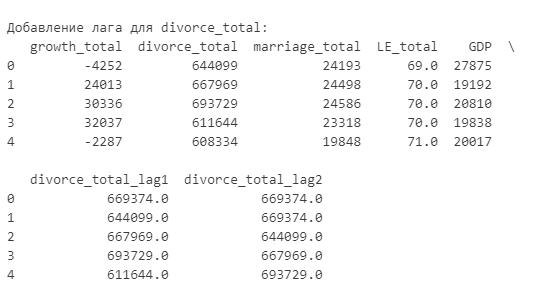 Добавление лага для divorce_total:
   growth_total  divorce_total  marriage_total  LE_total    GDP  \
0         -4252         644099           24193      69.0  27875
1         24013         667969           24498      70.0  19192
2         30336         693729           24586      70.0  20810
3         32037         611644           23318      70.0  19838
4         -2287         608334           19848      71.0  20017
   divorce_total_lag1  divorce_total_lag2
0            669374.0            669374.0
1            644099.0            669374.0
2            667969.0            644099.0
3            693729.0            667969.0
4            611644.0            693729.0